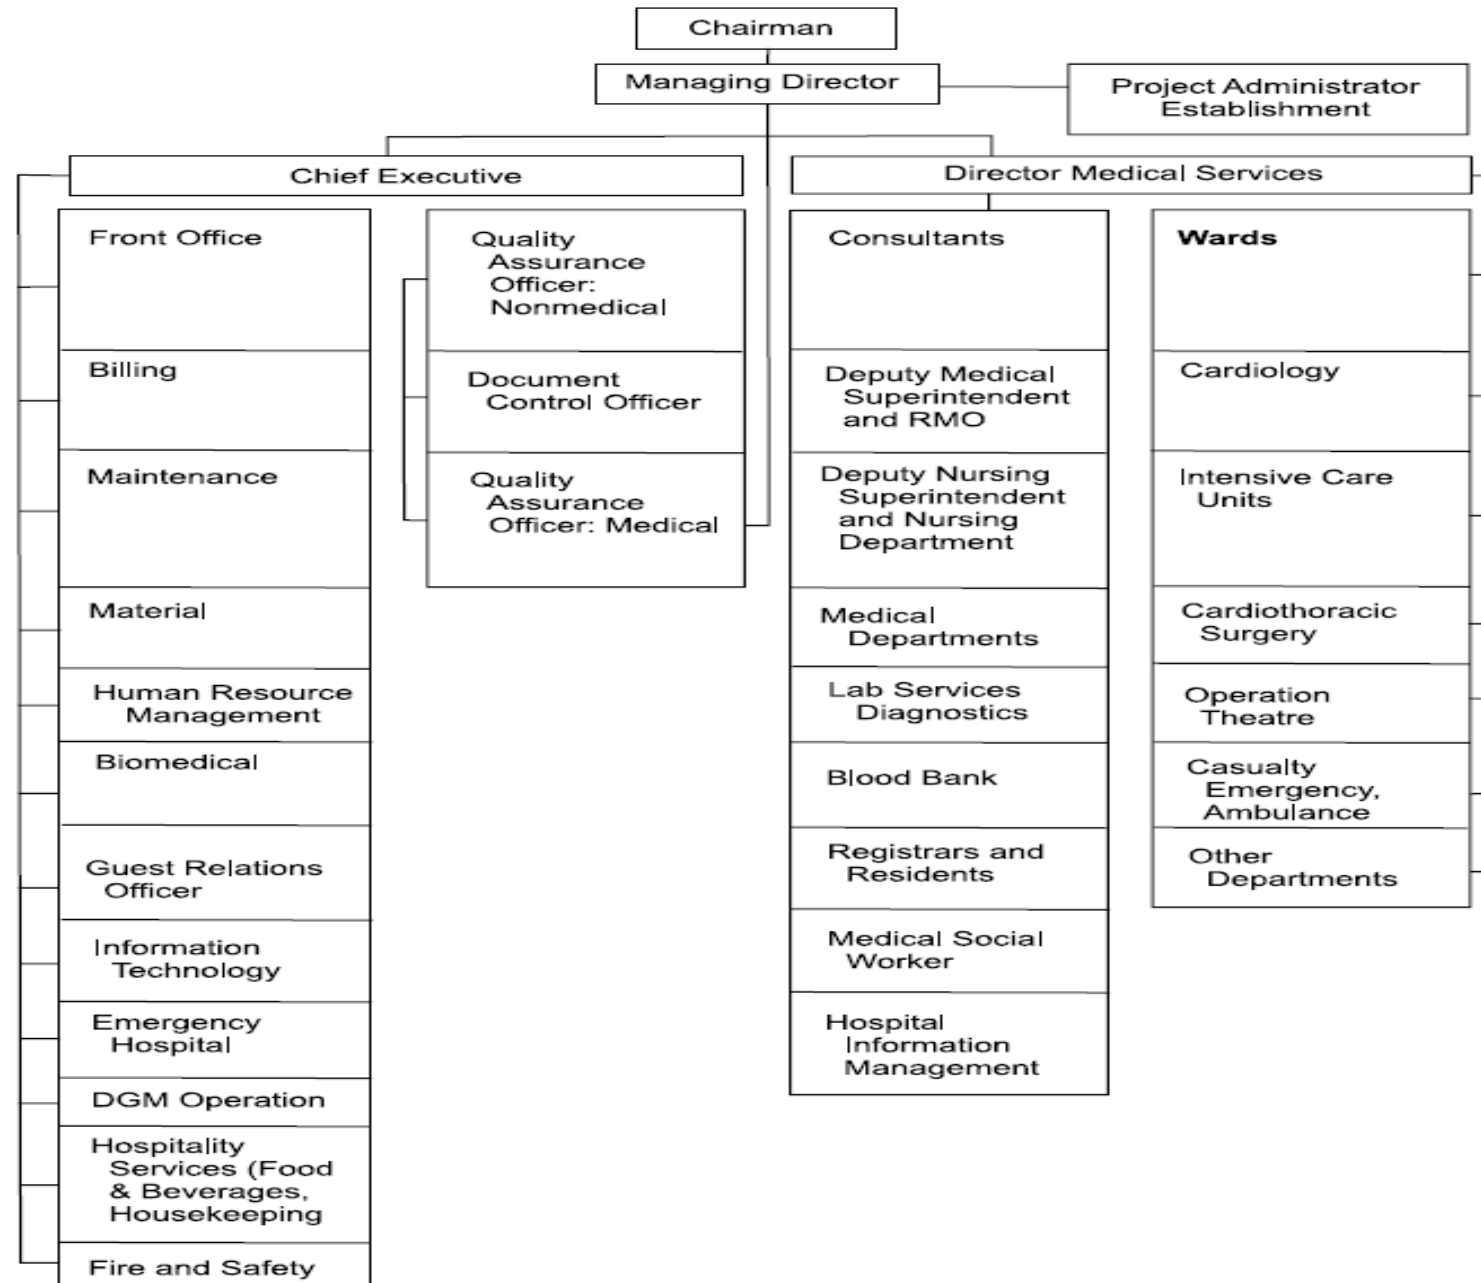 Chairman
Managing Director
Project Administrator
Establishment
Chief Executive
Director Medical Services
Front Office
Billing
Maintenance
Material
Human Resource
Management
Biomedical
Guest Relations
Officer
Information
Technology
Emergency
Hospital
DGM Operation
Hospitality
Services (Food
& Beverages,
Housekeeping
Fire and Safety
Quality
Assurance
Officer:
Nonmedical
Document
Control Officer
Quality
Assurance
Officer: Medical
Consultants
Deputy Medical
Superintendent
and RMO
Deputy Nursing
Superintendent
and Nursing
Department
Medical
Departments
Lab Services
Diagnostics
Blood Bank
Registrars and
Residents
Medical Social
Worker
Hospital
Information
Management
Wards
Cardiology
Intensive Care
Units
Cardiothoracic
Surgery
Operation
Theatre
Casualty
Emergency,
Ambulance
Other
Departments